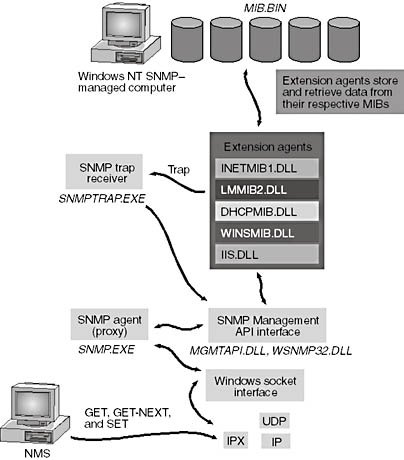 MIB.BIN
Windows NT SNMP–
managed computer
Extension agents store
and retrieve data from
their respective MIBs
Extension agents
INETMIB1.DLL
LMMIB2.DLL
DHCPMIB.DLL
WINSMIB.DLL
IIS.DLL
SNMP trap
receiver
Trap
SNMPTRAP.EXE
SNMP agent
(proxy)
SNMP.EXE
SNMP Management
API interface
MGMTAPI.DLL, WSNMP32.DLL
Windows socket
interface
GET, GET-NEXT,
and SET
UDP
IPX
IP
NMS